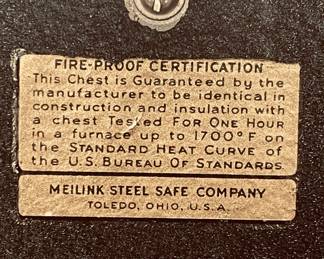 FIRE-PROOF CERTIFICATION
This Chest is Guaranteed by the
manufacturer to be identical in
construction and insulation with
a chest Tested FOR ONE HOUR
in a furnace up to 1700° F on
the STANDARD HEAT CURVE of
the U.S. BUREAU OF STANDARDS.
MEILINK STEEL SAFE COMPANY
TOLEDO, OHIO, U.S.A.